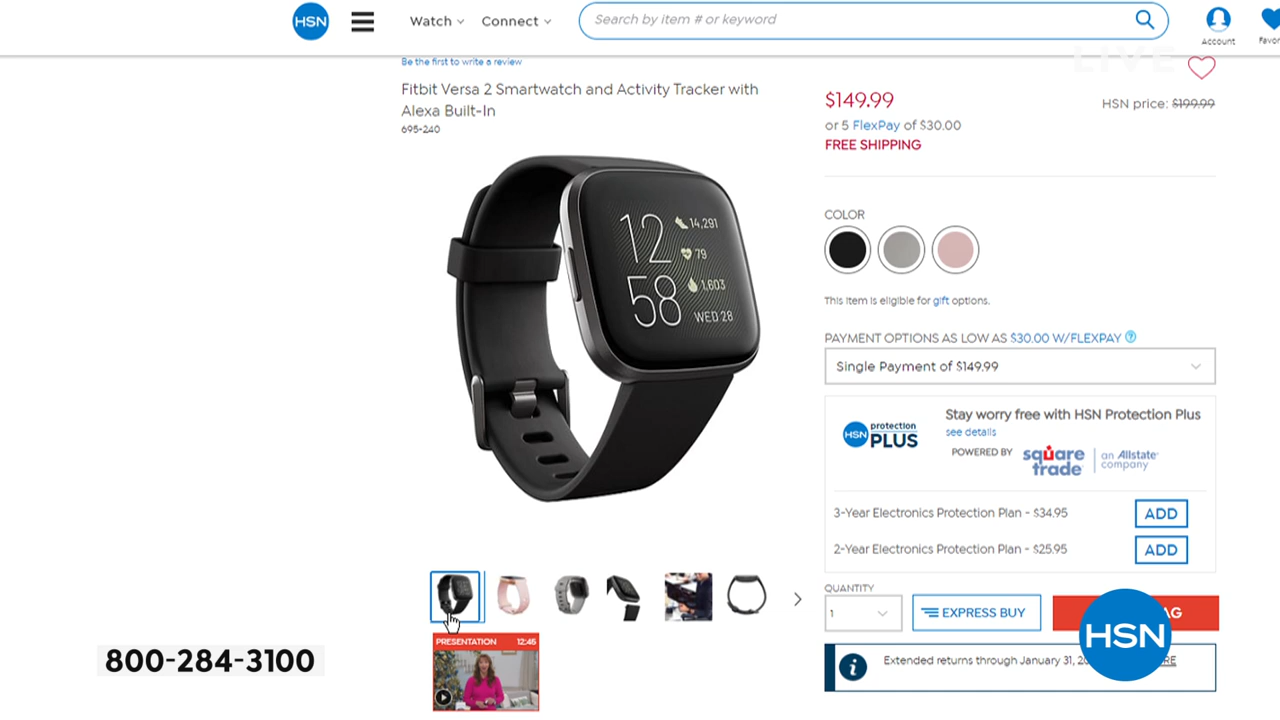 HSN
Watch
Connect
Search by item # or keyword
Account
LIVE
Be the first to write a review
Fitbit Versa 2 Smartwatch and Activity Tracker with
Alexa Built-In
695-240
$149.99
HSN price: $199.99
or 5 FlexPay of $30.00
FREE SHIPPING
12
58
14,291
79
1,603
WED 28
COLOR
This item is eligible for gift options.
PAYMENT OPTIONS AS LOW AS $30.00 W/FLEXPAY ?
Single Payment of $149.99
HSN protection PLUS
Stay worry free with HSN Protection Plus
see details
POWERED BY square trade an Allstate company
3-Year Electronics Protection Plan - $34.95 ADD
2-Year Electronics Protection Plan - $25.95 ADD
QUANTITY
1
EXPRESS BUY
HSN
Extended returns through January 31,
PRESENTATION 12:45
800-284-3100